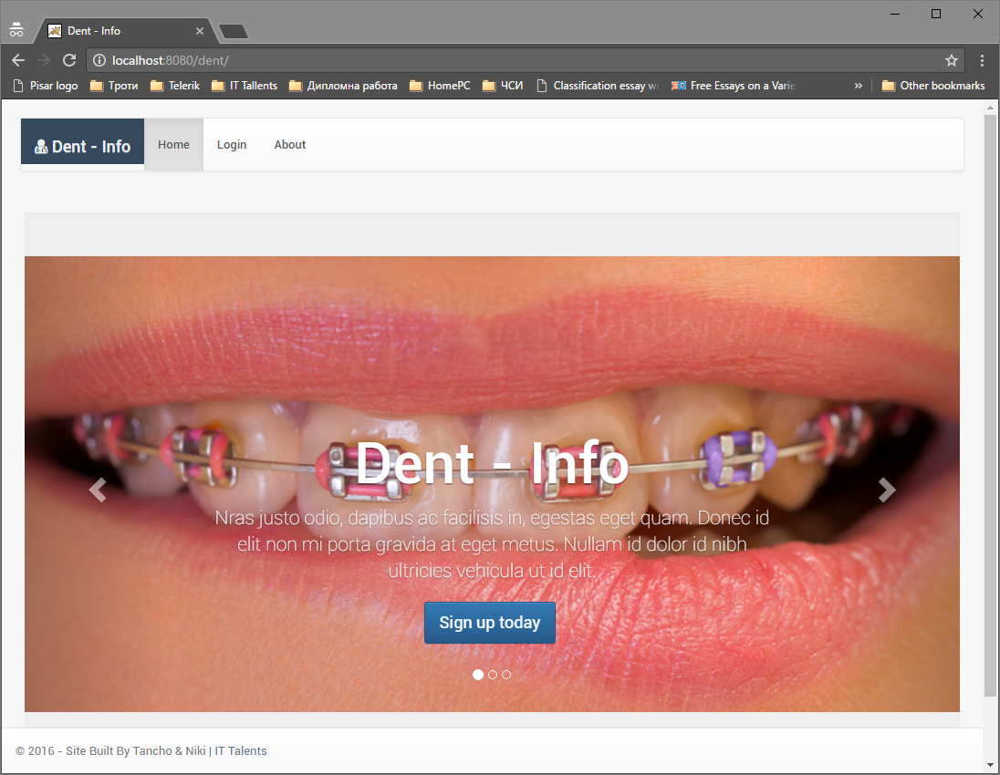 Dent - Info
localhost:8080/dent/
Pisar logo Троти Telerik IT Tallents Дипломна работа HomePC ЧСИ Classification essay Free Essays on a Varie » Other bookmarks
Dent - Info Home Login About
Dent - Info
Nras justo odio, dapibus ac facilisis in, egestas eget quam. Donec id
elit non mi porta gravida at eget metus. Nullam id dolor id nibh
ultricies vehicula ut id elit.
Sign up today
© 2016 - Site Built By Tancho & Niki | IT Talents